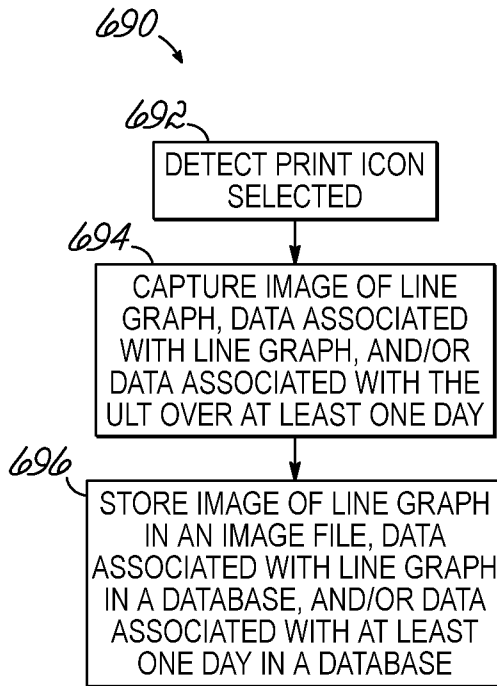 690
692
DETECT PRINT ICON
SELECTED
694
CAPTURE IMAGE OF LINE
GRAPH, DATA ASSOCIATED
WITH LINE GRAPH, AND/OR
DATA ASSOCIATED WITH THE
ULT OVER AT LEAST ONE DAY
696
STORE IMAGE OF LINE GRAPH
IN AN IMAGE FILE, DATA
ASSOCIATED WITH LINE GRAPH
IN A DATABASE, AND/OR DATA
ASSOCIATED WITH AT LEAST
ONE DAY IN A DATABASE